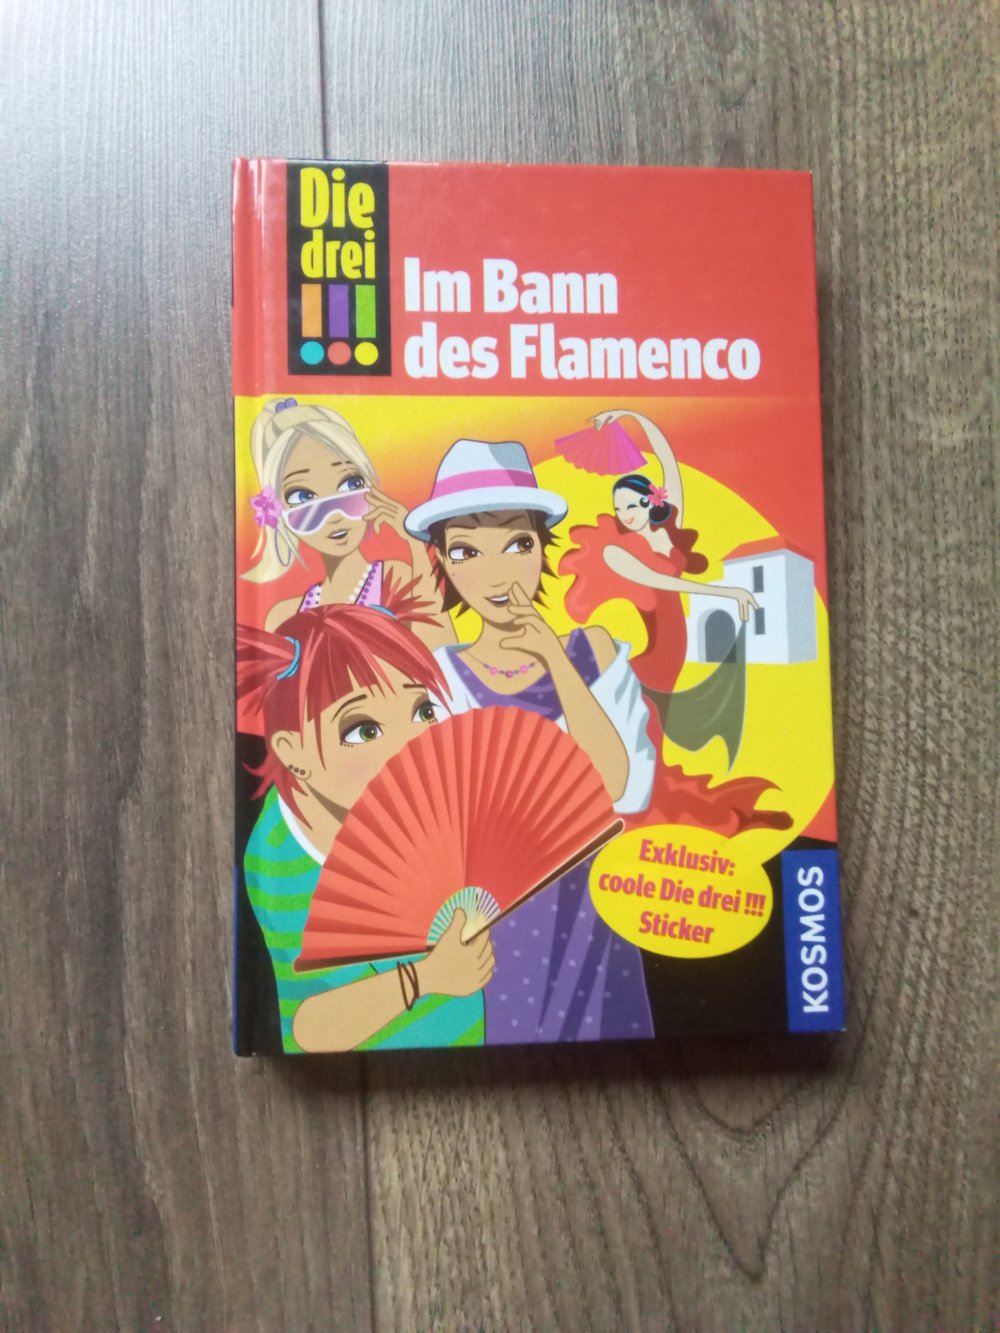 Die
drei
!!!
Im Bann
des Flamenco
Exklusiv:
coole Die drei !!!
Sticker
KOSMOS